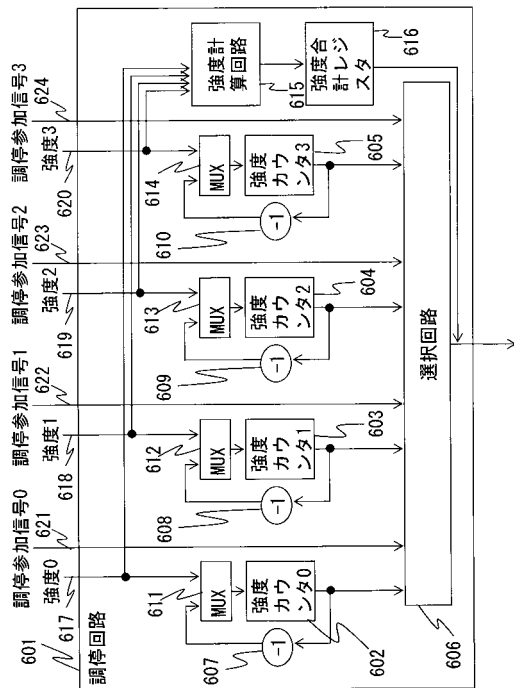 601
調停回路
617
強度0
調停参加信号0
621
618
強度1
調停参加信号1
622
619
強度2
調停参加信号2
623
620
強度3
調停参加信号3
624
611
MUX
強度
カウ
ンタ0
607
-1
602
612
MUX
強度
カウ
ンタ1
608
-1
603
613
MUX
強度
カウ
ンタ2
609
-1
604
614
MUX
強度
カウ
ンタ3
610
-1
605
強度計
算回路
615
強度合
計レジ
スタ
616
選択回路
606